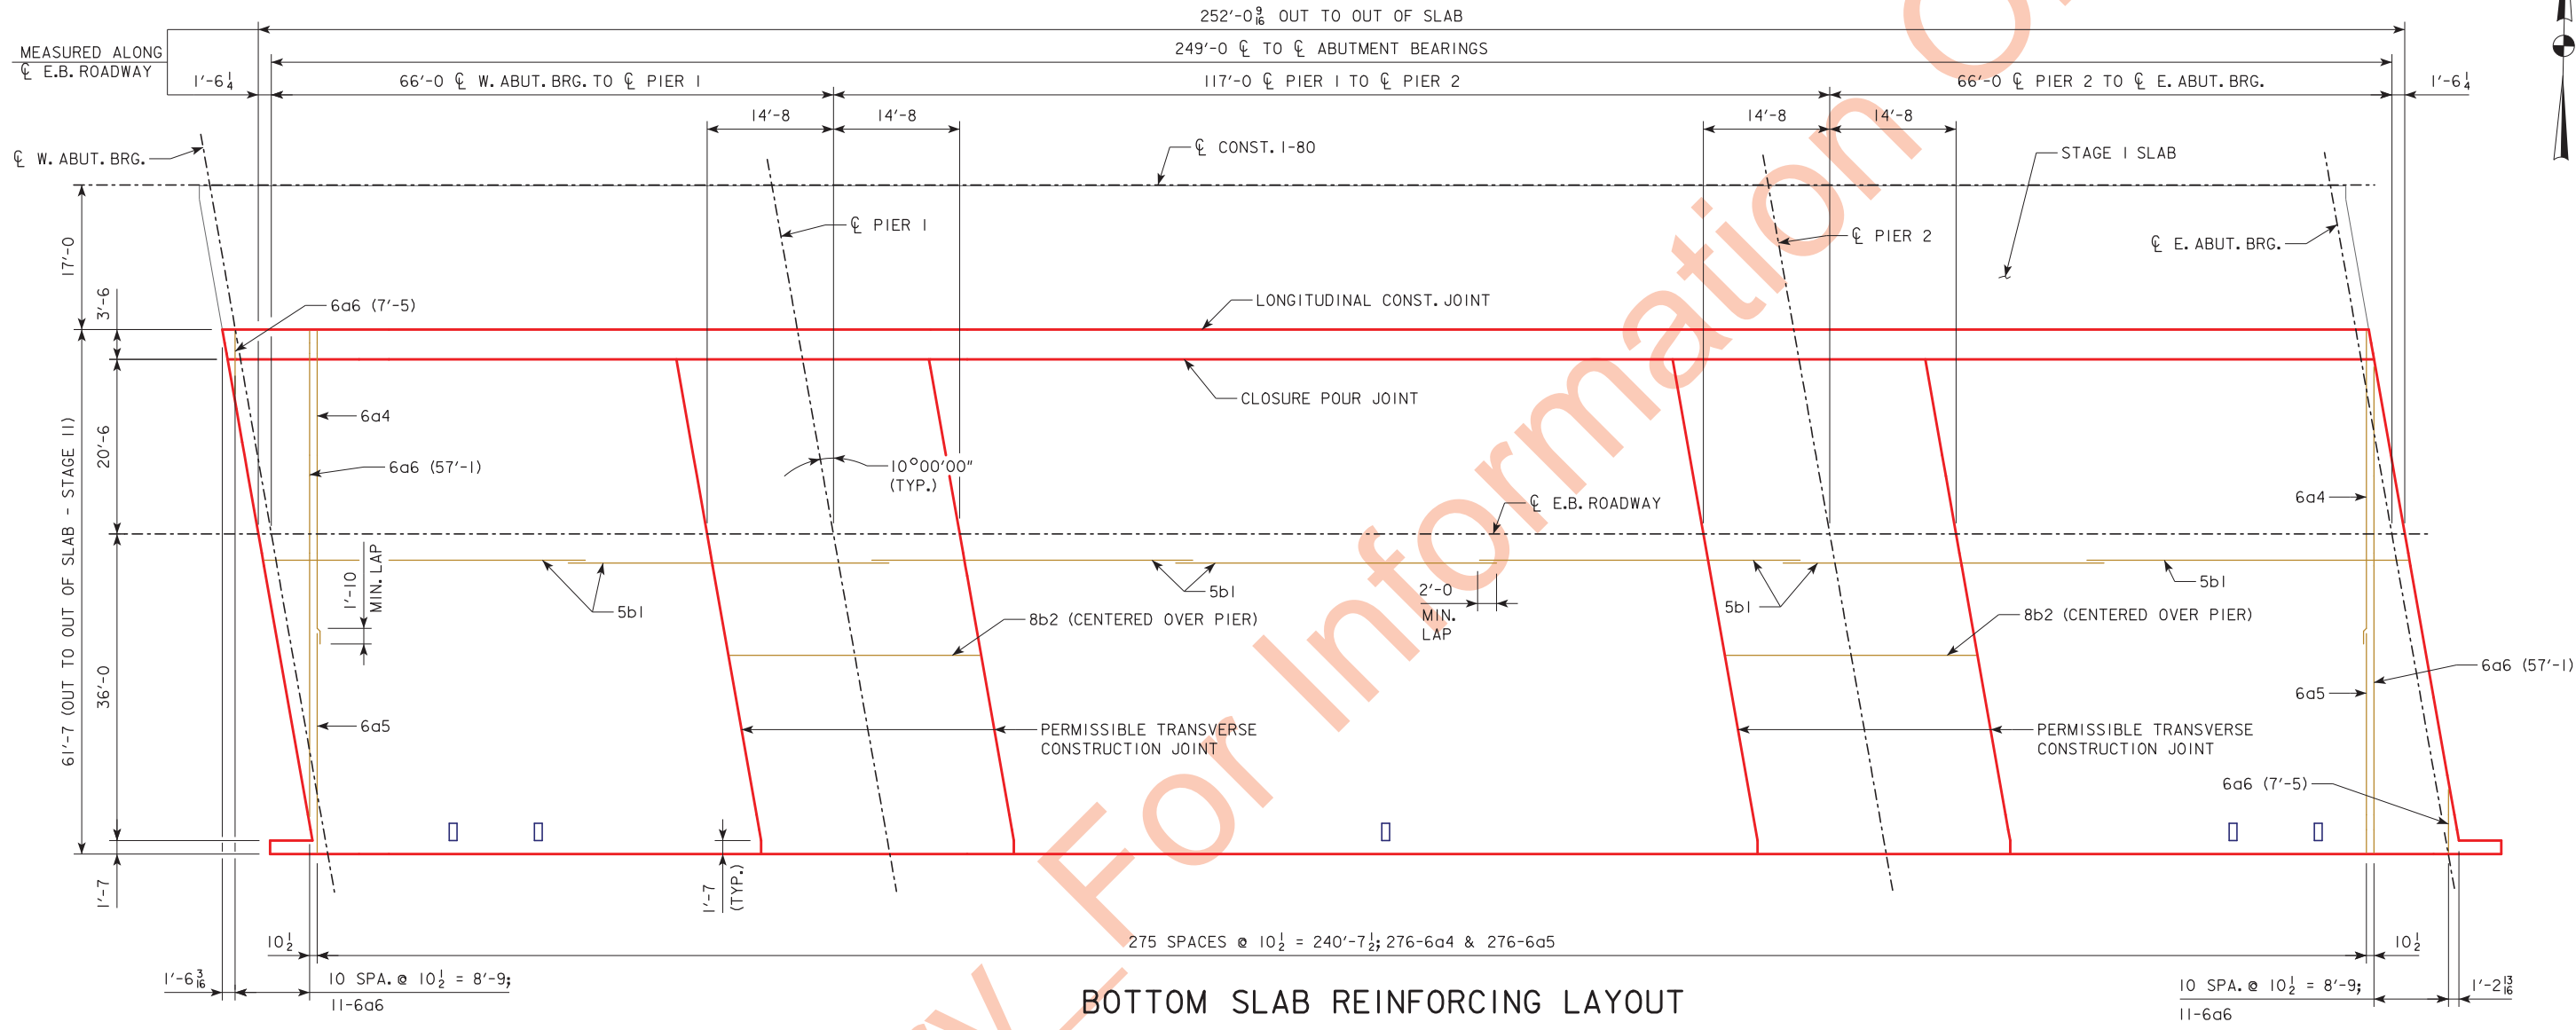 252'-0 9/16 OUT TO OUT OF SLAB
MEASURED ALONG
℄ E.B. ROADWAY
249'-0 ℄ TO ℄ ABUTMENT BEARINGS
1'-6 1/4
66'-0 ℄ W. ABUT. BRG. TO ℄ PIER 1
117'-0 ℄ PIER 1 TO ℄ PIER 2
66'-0 ℄ PIER 2 TO ℄ E. ABUT. BRG.
1'-6 1/4
14'-8
14'-8
14'-8
14'-8
℄ W. ABUT. BRG.
℄ CONST. I-80
STAGE I SLAB
℄ PIER 1
℄ PIER 2
℄ E. ABUT. BRG.
17'-0
3'-6
6a6 (7'-5)
LONGITUDINAL CONST. JOINT
CLOSURE POUR JOINT
6a4
20'-6
61'-7 (OUT TO OUT OF SLAB - STAGE II)
6a6 (57'-1)
10°00'00"
(TYP.)
℄ E.B. ROADWAY
6a4
1'-10
MIN. LAP
5b1
5b1
2'-0
MIN.
LAP
5b1
5b1
8b2 (CENTERED OVER PIER)
8b2 (CENTERED OVER PIER)
36'-0
6a5
6a6 (57'-1)
6a5
PERMISSIBLE TRANSVERSE
CONSTRUCTION JOINT
PERMISSIBLE TRANSVERSE
CONSTRUCTION JOINT
6a6 (7'-5)
1'-7
1'-7
(TYP.)
10 1/2
275 SPACES @ 10 1/2 = 240'-7 1/2; 276-6a4 & 276-6a5
10 1/2
1'-6 3/16
10 SPA. @ 10 1/2 = 8'-9;
11-6a6
10 SPA. @ 10 1/2 = 8'-9;
11-6a6
1'-2 13/16
BOTTOM SLAB REINFORCING LAYOUT
For Information